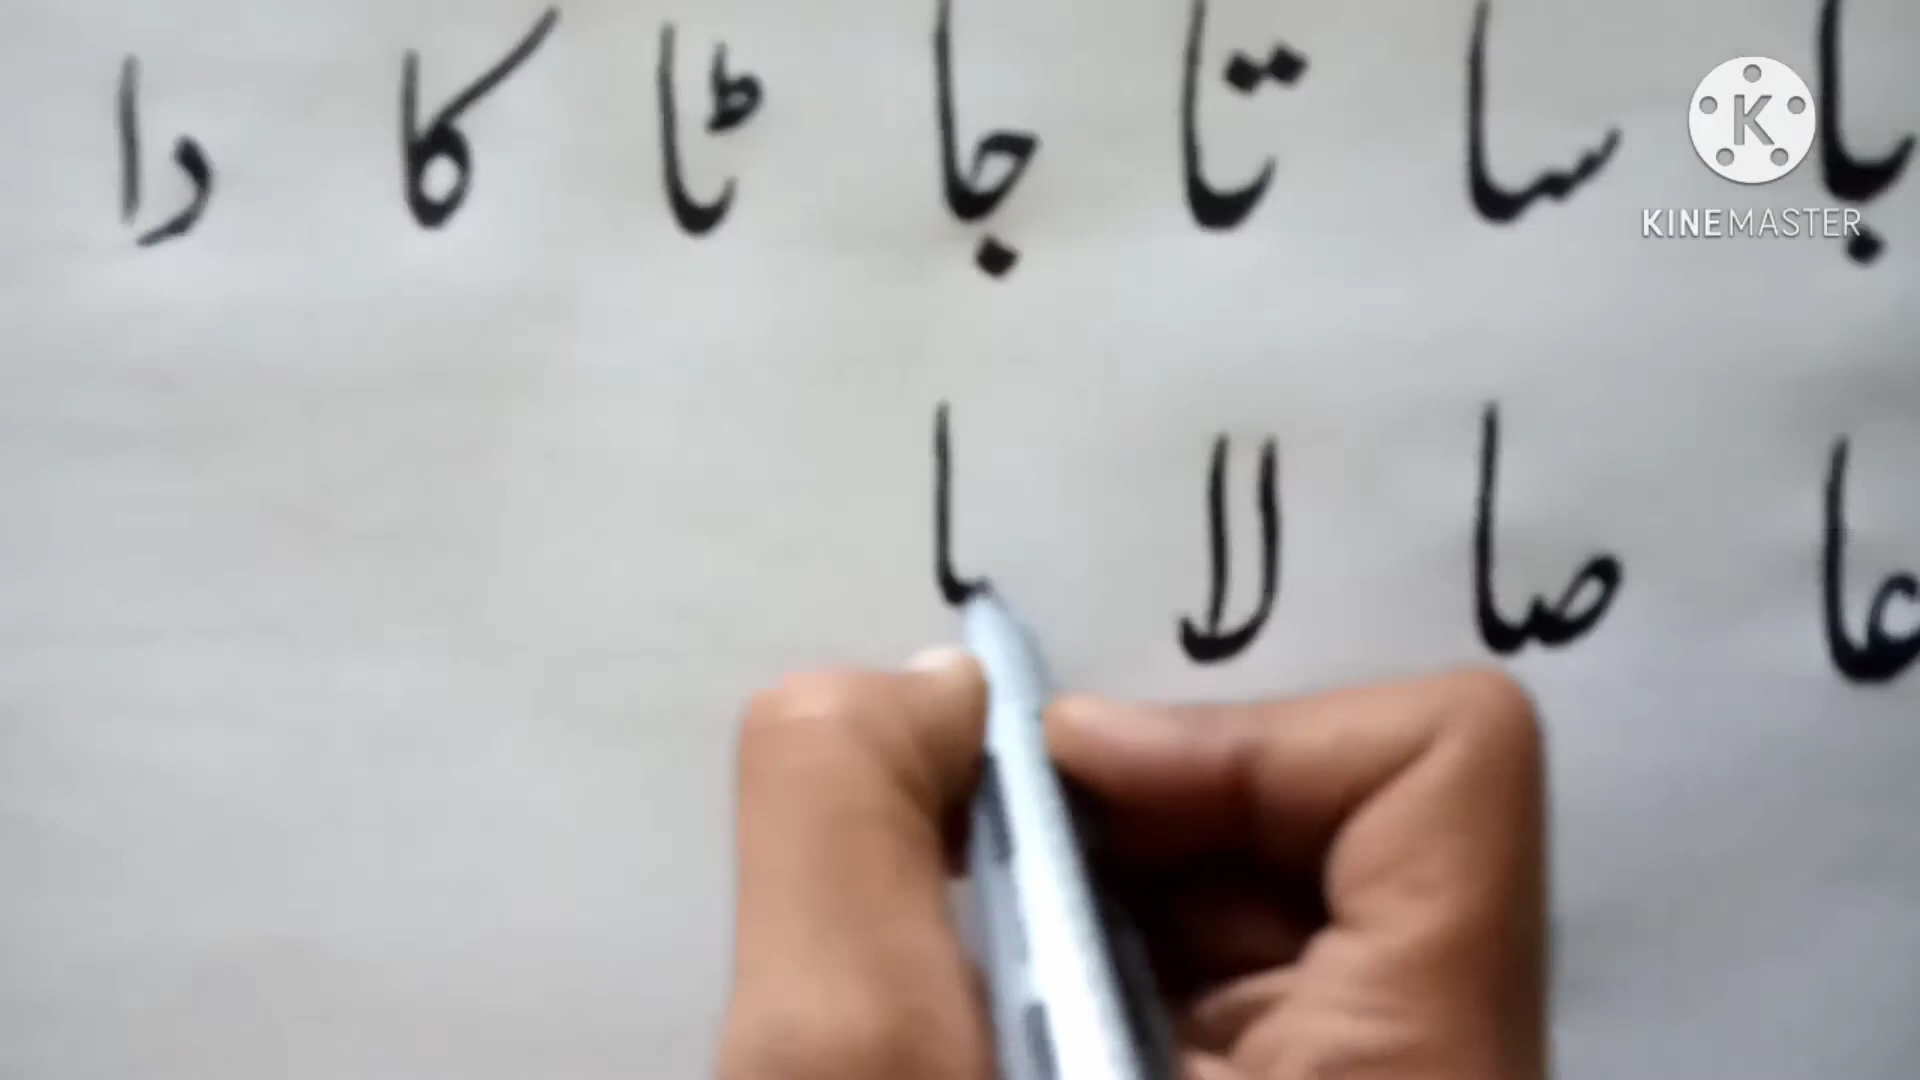 با سا تا جا ٹا کا دا
عا صا لا
KINEMASTER